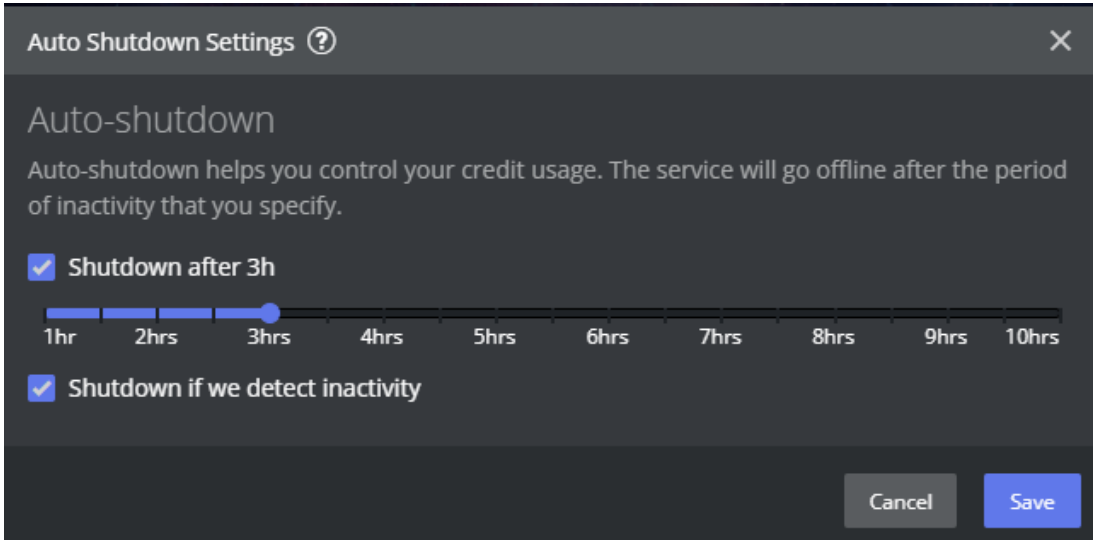 Auto Shutdown Settings ?
Auto-shutdown
Auto-shutdown helps you control your credit usage. The service will go offline after the period
of inactivity that you specify.
Shutdown after 3h
1hr 2hrs 3hrs 4hrs 5hrs 6hrs 7hrs 8hrs 9hrs 10hrs
Shutdown if we detect inactivity
Cancel Save